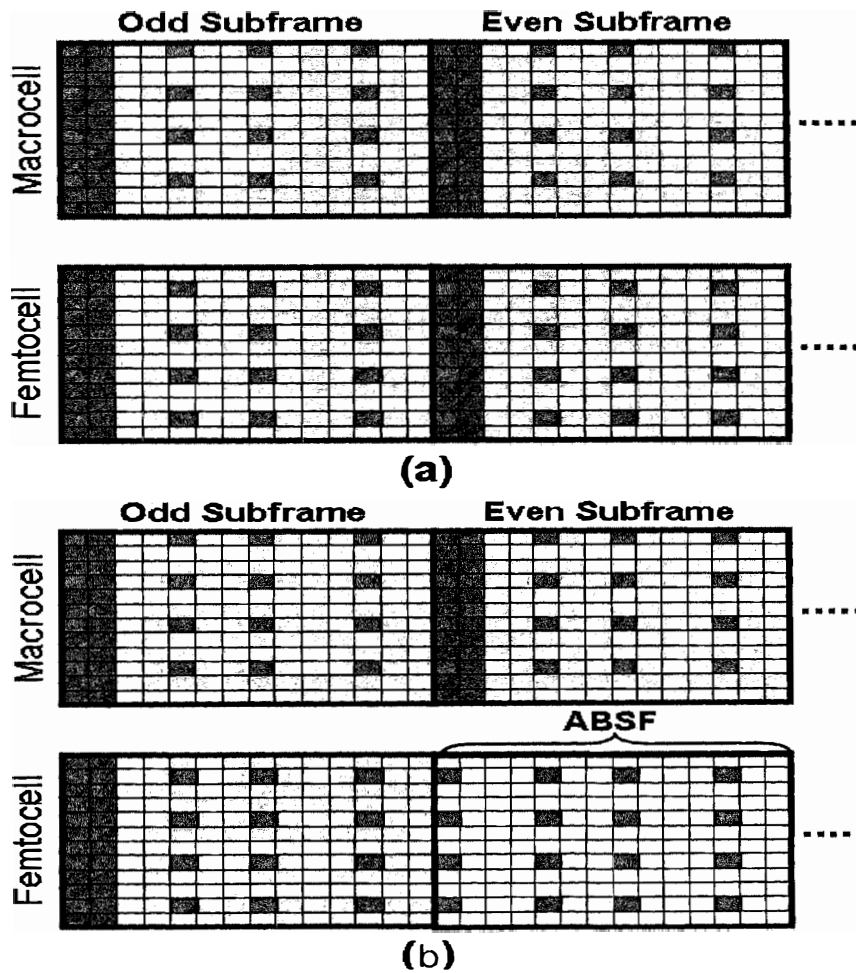 Odd Subframe Even Subframe
Macrocell
Femtocell
(a)
Odd Subframe Even Subframe
Macrocell
ABSF
Femtocell
(b)